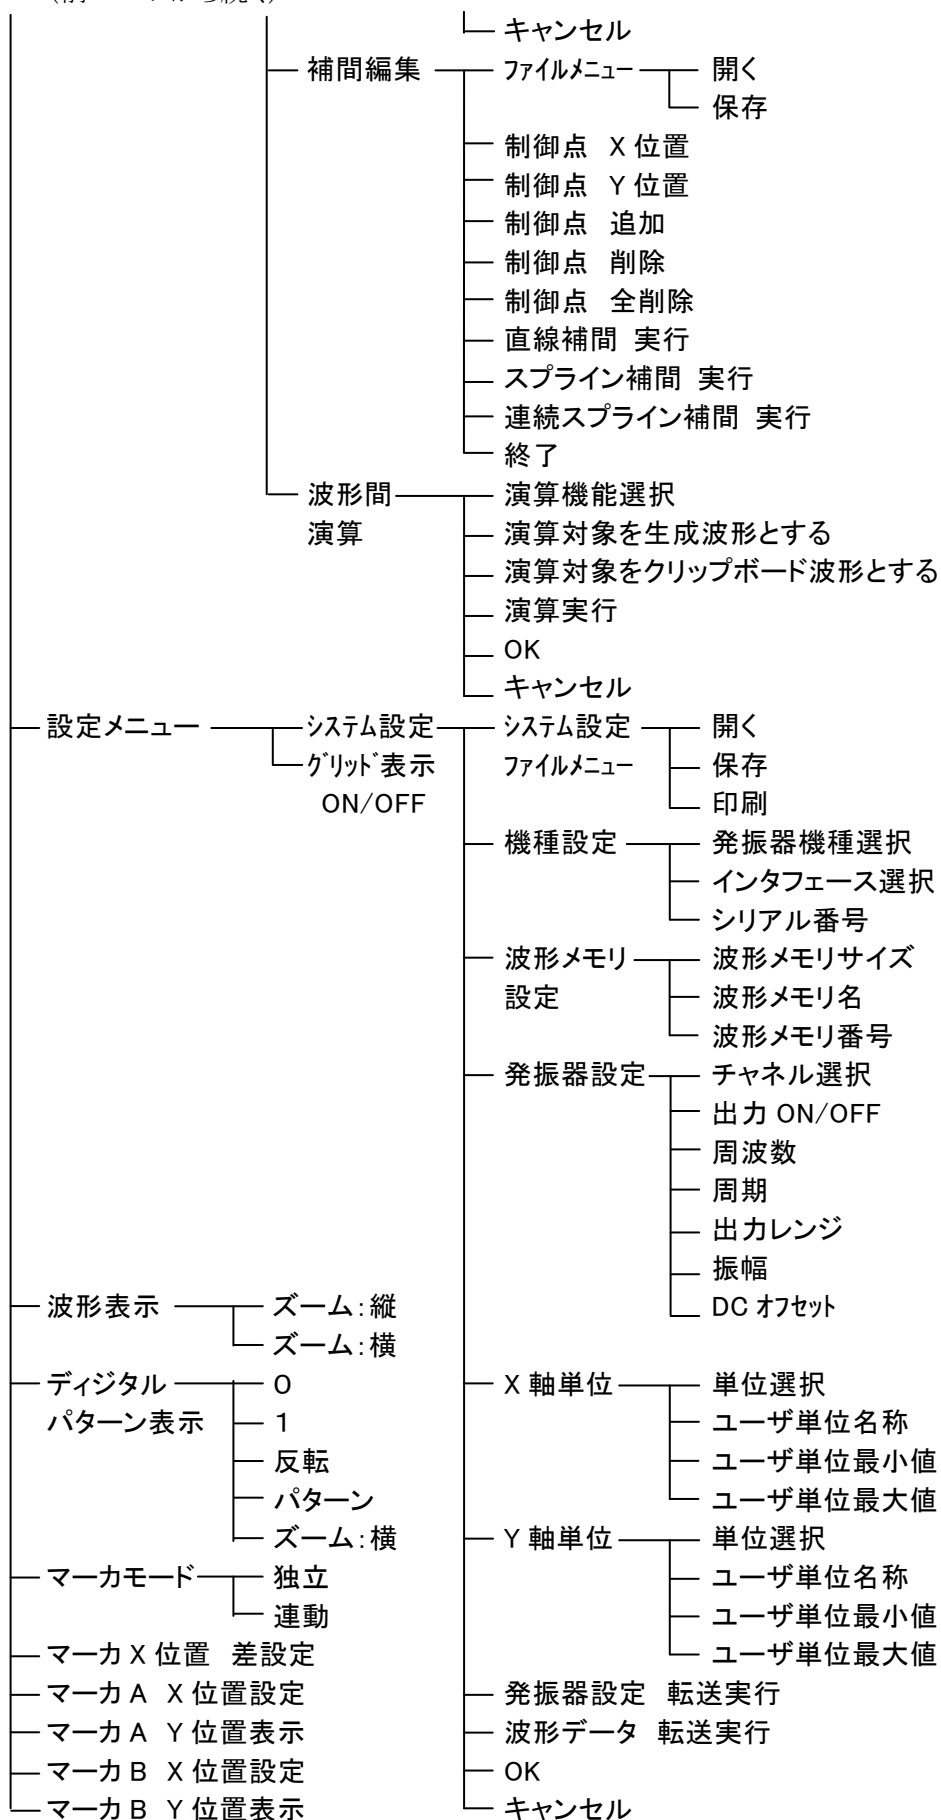 キャンセル
補間編集 ファイルメニュー 開く
保存
制御点 X 位置
制御点 Y 位置
制御点 追加
制御点 削除
制御点 全削除
直線補間 実行
スプライン補間 実行
連続スプライン補間 実行
終了
波形間 演算機能選択
演算 演算対象を生成波形とする
演算対象をクリップボード波形とする
演算実行
OK
キャンセル
設定メニュー システム設定 システム設定 開く
グリッド表示 ファイルメニュー 保存
ON/OFF 印刷
機種設定 発振器機種選択
インタフェース選択
シリアル番号
波形メモリ 波形メモリサイズ
設定 波形メモリ名
波形メモリ番号
発振器設定 チャネル選択
出力 ON/OFF
周波数
周期
出力レンジ
振幅
波形表示 ズーム:縦 DC オフセット
ズーム:横
ディジタル 0 X 軸単位 単位選択
パターン表示 1 ユーザ単位名称
反転 ユーザ単位最小値
パターン ユーザ単位最大値
ズーム:横 Y 軸単位 単位選択
マーカモード 独立 ユーザ単位名称
連動 ユーザ単位最小値
マーカ X 位置 差設定 ユーザ単位最大値
マーカ A X 位置設定 発振器設定 転送実行
マーカ A Y 位置表示 波形データ 転送実行
マーカ B X 位置設定 OK
マーカ B Y 位置表示 キャンセル